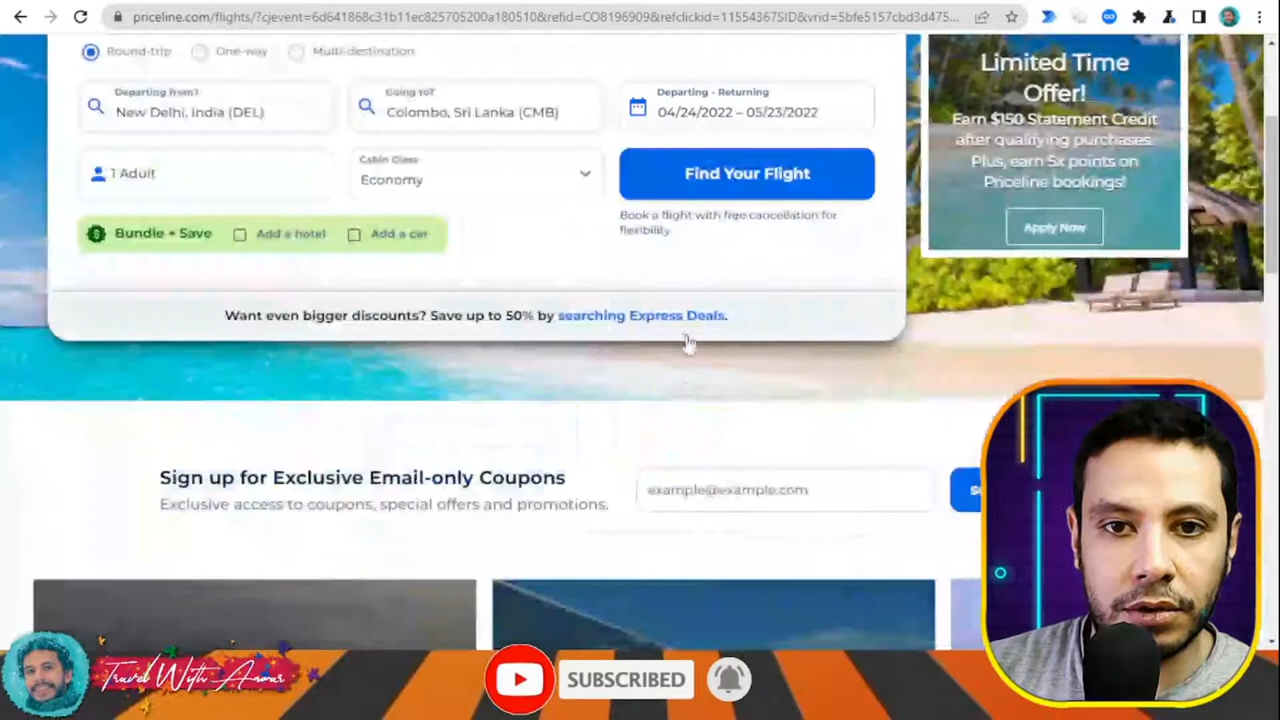 priceline.com/flights/?cjevent=6d641868c31b11ec825705200a180510&refid=CO8196909&refclickid=11554367SID&vrid=5bfe5157cbd3d475...
Round-trip
One-way
Multi-destination
Departing from?
New Delhi, India (DEL)
Going to?
Colombo, Sri Lanka (CMB)
Departing - Returning
04/24/2022 – 05/23/2022
1 Adult
Cabin Class
Economy
Find Your Flight
Book a flight with free cancellation for
flexibility
Bundle + Save
Add a hotel
Add a car
Want even bigger discounts? Save up to 50% by searching Express Deals.
Limited Time
Offer!
Earn $150 Statement Credit
after qualifying purchases.
Plus, earn 5x points on
Priceline bookings!
Apply Now
Sign up for Exclusive Email-only Coupons
Exclusive access to coupons, special offers and promotions.
example@example.com
Travel With Anwar
SUBSCRIBED